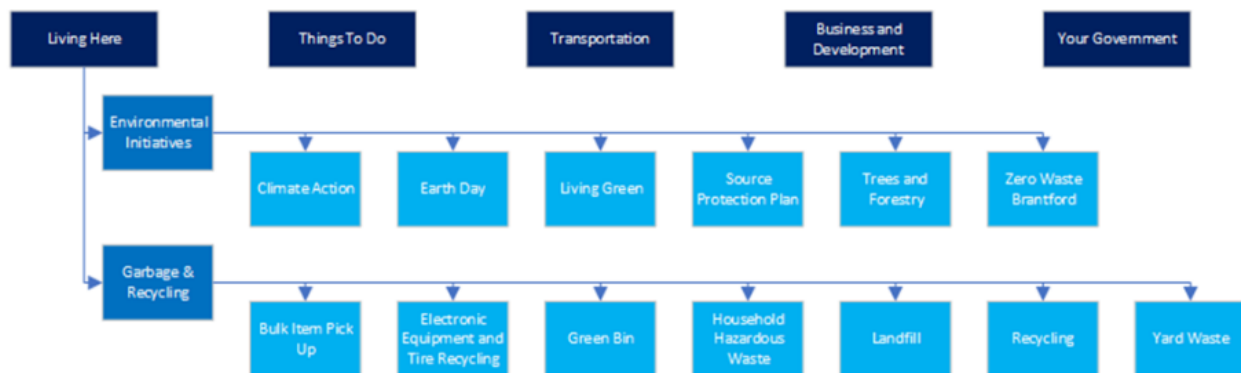 Living Here
Things To Do
Transportation
Business and
Development
Your Government
Environmental
Initiatives
Climate Action
Earth Day
Living Green
Source
Protection Plan
Trees and
Forestry
Zero Waste
Brantford
Garbage &
Recycling
Bulk Item Pick
Up
Electronic
Equipment and
Tire Recycling
Green Bin
Household
Hazardous
Waste
Landfill
Recycling
Yard Waste